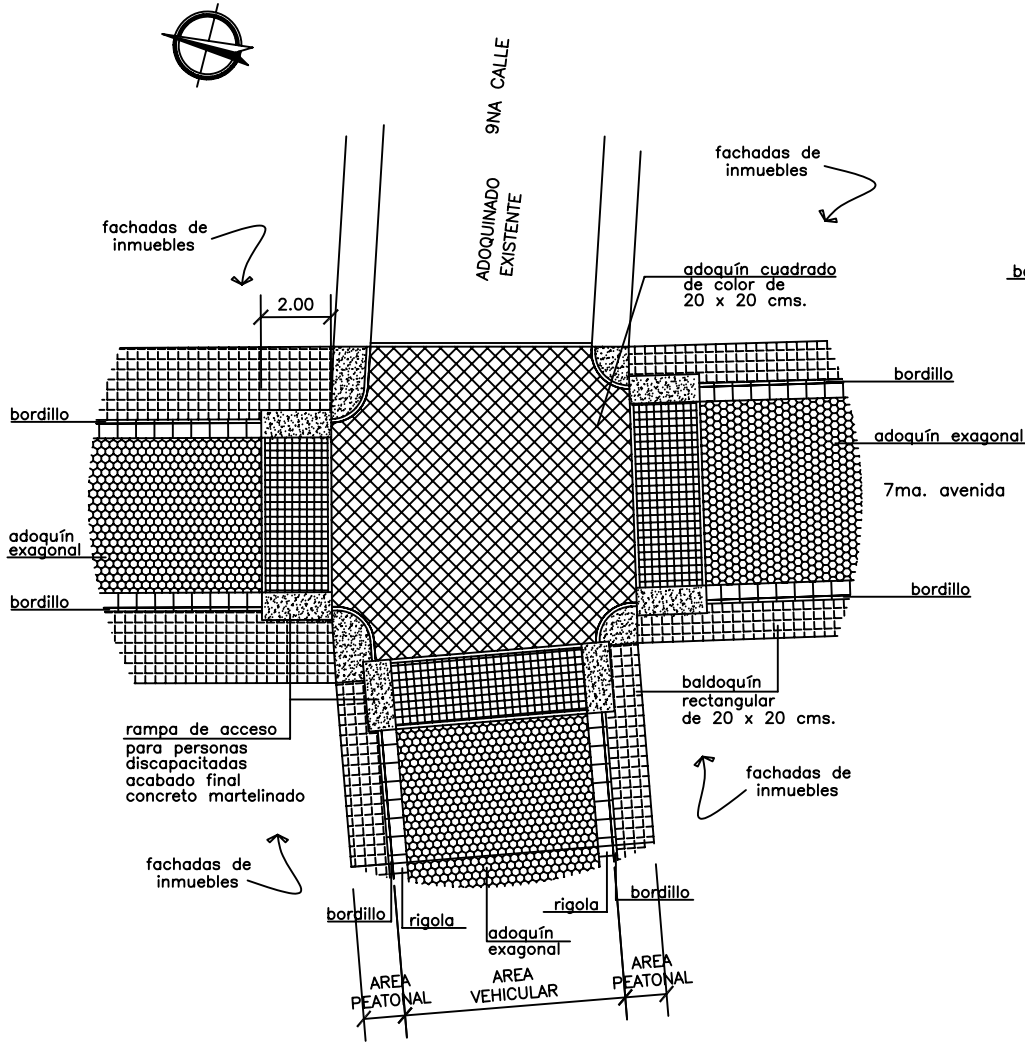 9NA CALLE
ADOQUINADO
EXISTENTE
fachadas de
inmuebles
fachadas de
inmuebles
adoquín cuadrado
de color de
20 x 20 cms.
2.00
bordillo
bordillo
adoquín exagonal
7ma. avenida
adoquín
exagonal
bordillo
bordillo
baldoquín
rectangular
de 20 x 20 cms.
rampa de acceso
para personas
discapacitadas
acabado final
concreto martelinado
fachadas de
inmuebles
fachadas de
inmuebles
bordillo
rigola
adoquín
exagonal
rigola
bordillo
AREA
PEATONAL
AREA
VEHICULAR
AREA
PEATONAL